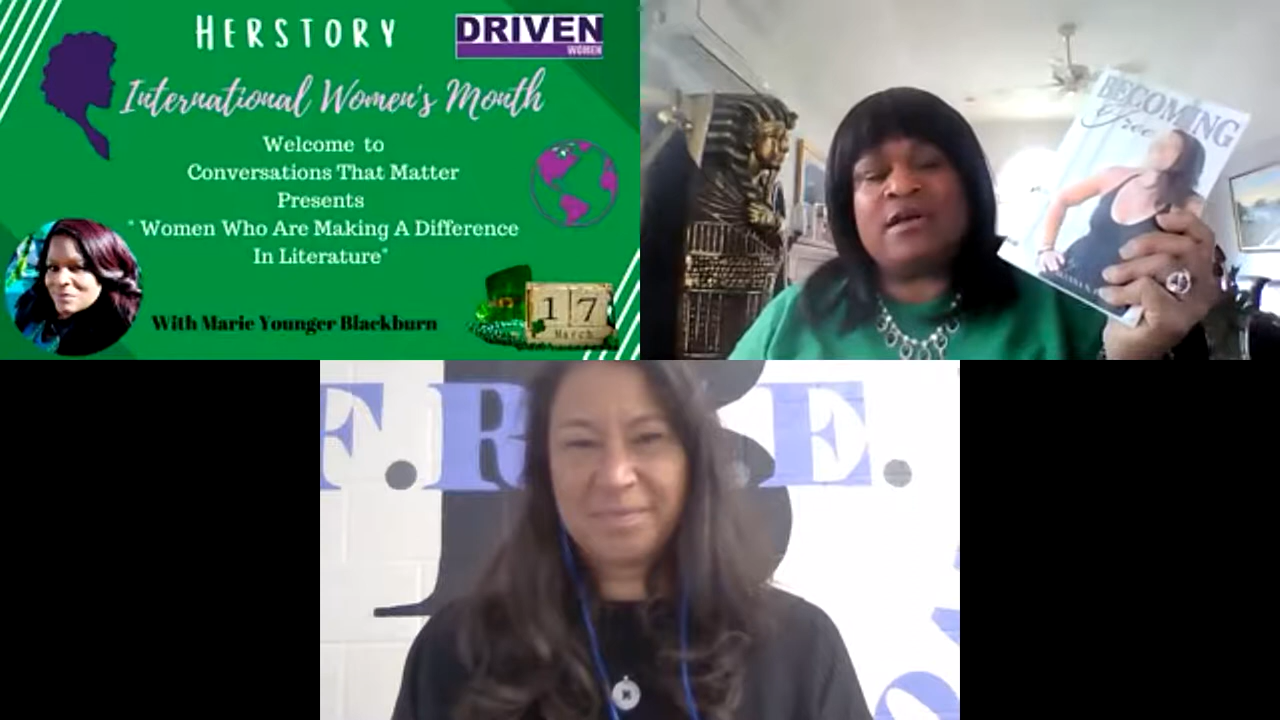 HERSTORY
DRIVEN
WOMEN
International Women's Month
Welcome to
Conversations That Matter
Presents
" Women Who Are Making A Difference
In Literature"
With Marie Younger Blackburn
17
March
BECOMING
Free
F.R.E.E.